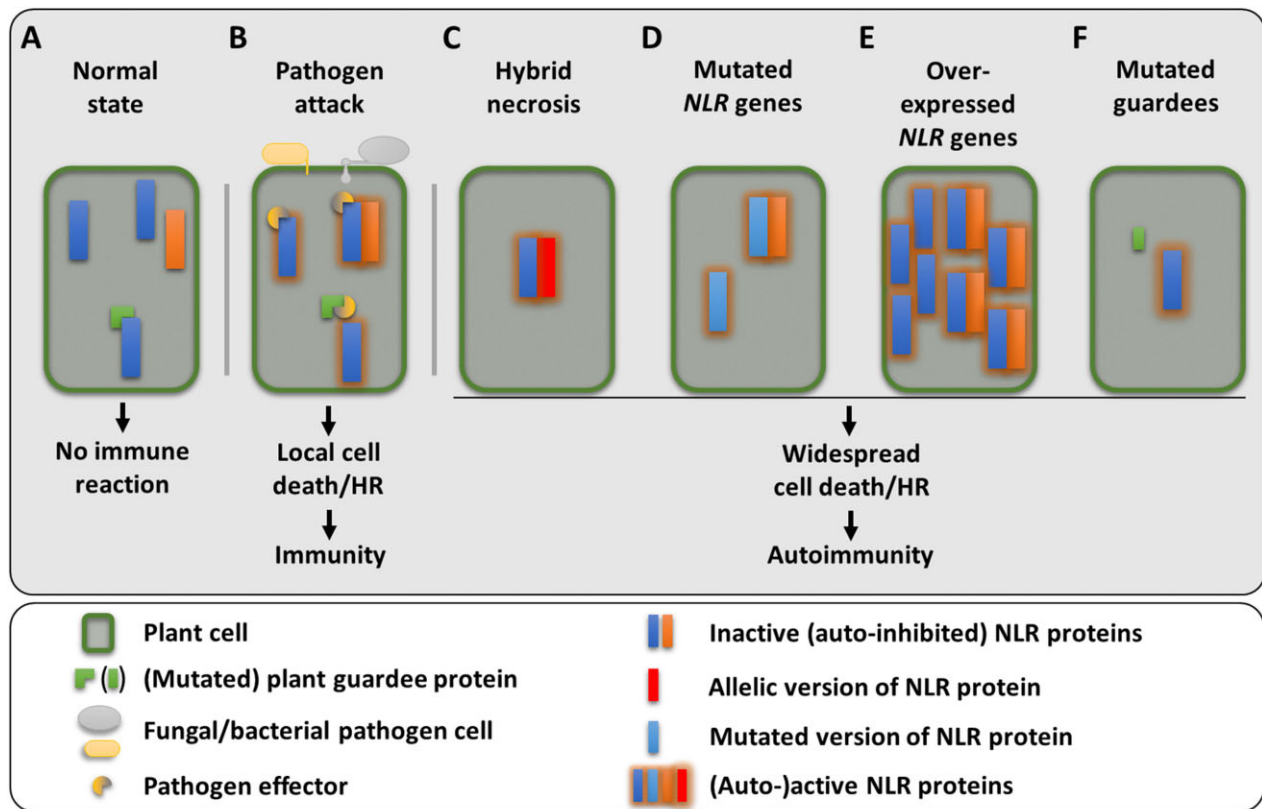 A
Normal
state
B
Pathogen
attack
C
Hybrid
necrosis
D
Mutated
NLR genes
E
Over-
expressed
NLR genes
F
Mutated
guardees
No immune
reaction
Local cell
death/HR
Immunity
Widespread
cell death/HR
Autoimmunity
Plant cell
( ) (Mutated) plant guardee protein
Fungal/bacterial pathogen cell
Pathogen effector
Inactive (auto-inhibited) NLR proteins
Allelic version of NLR protein
Mutated version of NLR protein
(Auto-)active NLR proteins